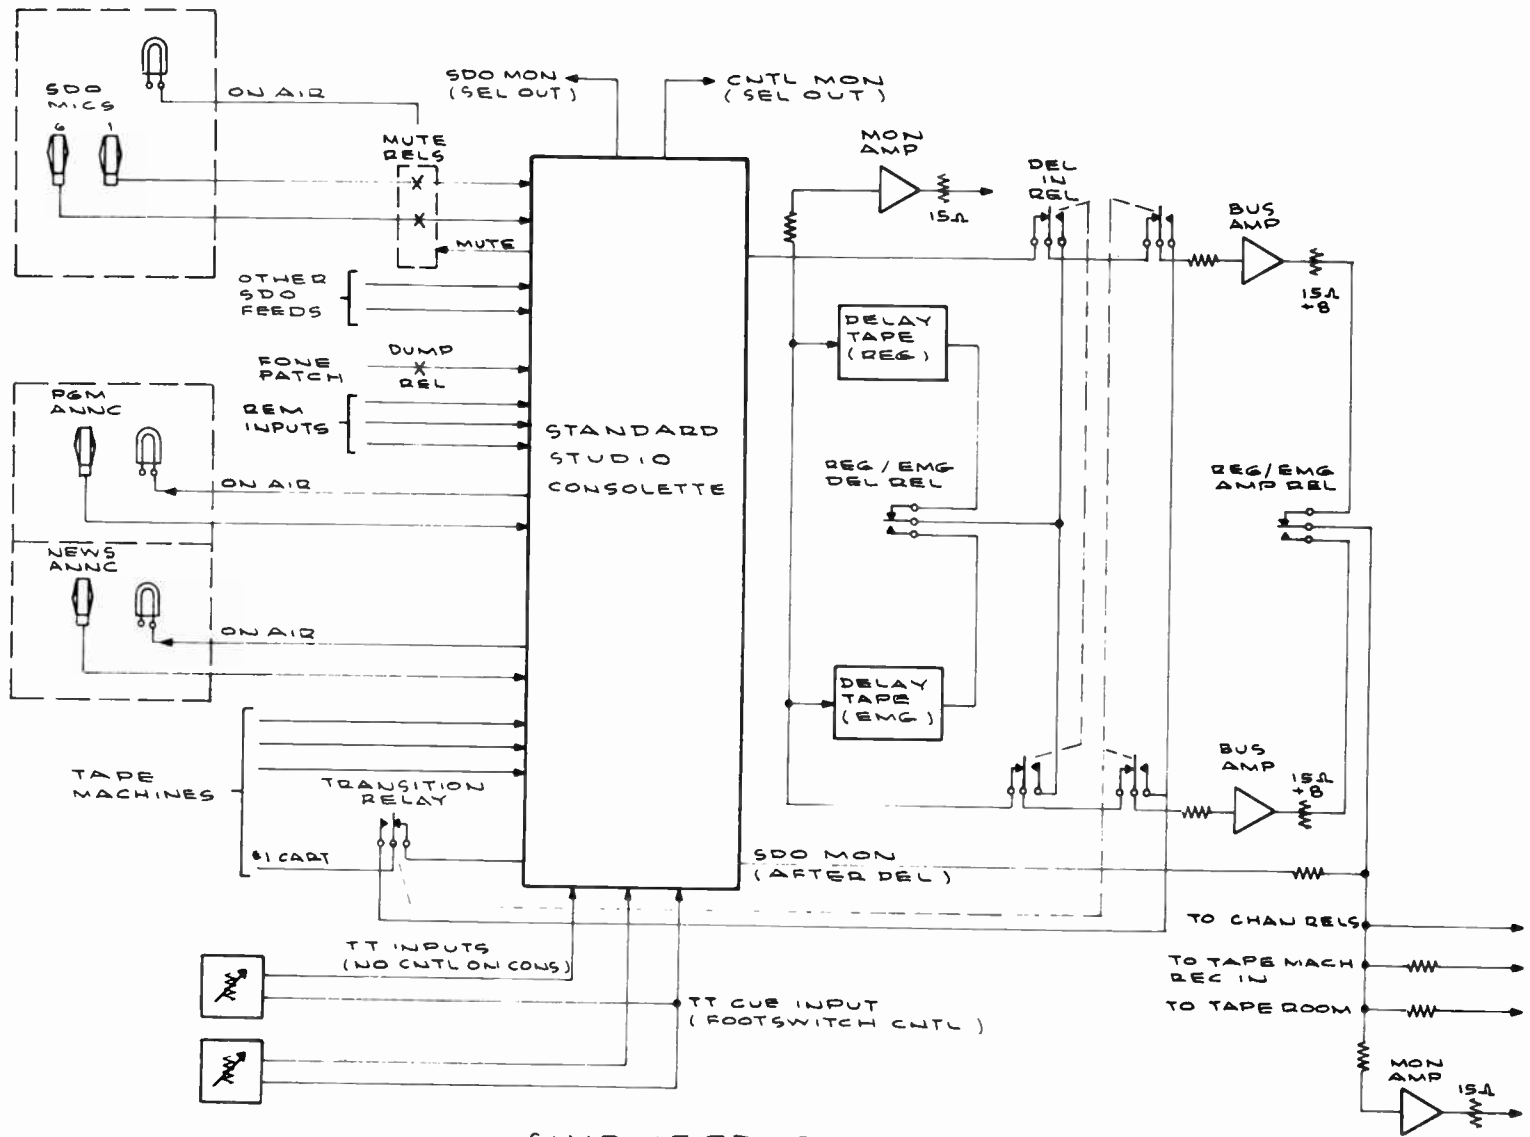 SDO MON
(SEL OUT)
CNTL MON
(SEL OUT)
ON AIR
SDO
MICS
6 1
MUTE
RELS
MUTE
OTHER
SDO
FEEDS
FONE
PATCH
DUMP
REL
REM
INPUTS
PGM
ANNC
ON AIR
NEWS
ANNC
ON AIR
TAPE
MACHINES
TRANSITION
RELAY
#1 CART
STANDARD
STUDIO
CONSOLETTE
MON
AMP
15Ω
DEL
IN
REL
BUS
AMP
15Ω
+8
DELAY
TAPE
(REG)
REG/EMG
DEL REL
REG/EMG
AMP REL
DELAY
TAPE
(EMG)
BUS
AMP
15Ω
+8
SDO MON
(AFTER DEL)
TO CHAN RELS
TO TAPE MACH
REC IN
TO TAPE ROOM
MON
AMP
15Ω
TT INPUTS
(NO CNTL ON CONS)
TT CUE INPUT
(FOOTSWITCH CNTL)